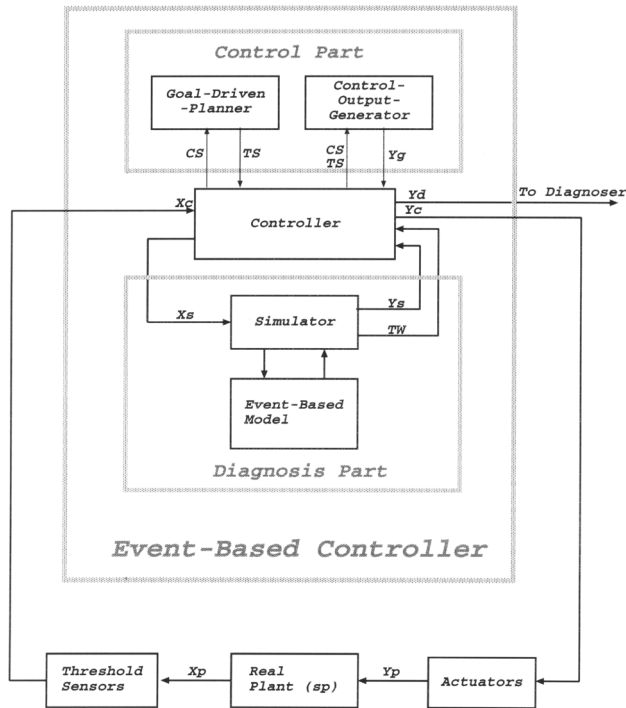 Control Part
Goal-Driven
-Planner
Control-
Output-
Generator
CS
TS
CS
TS
Yg
Xc
Controller
Yd
Yc
To Diagnoser
Xs
Simulator
Ys
TW
Event-Based
Model
Diagnosis Part
Event-Based Controller
Threshold
Sensors
Xp
Real
Plant (sp)
Yp
Actuators